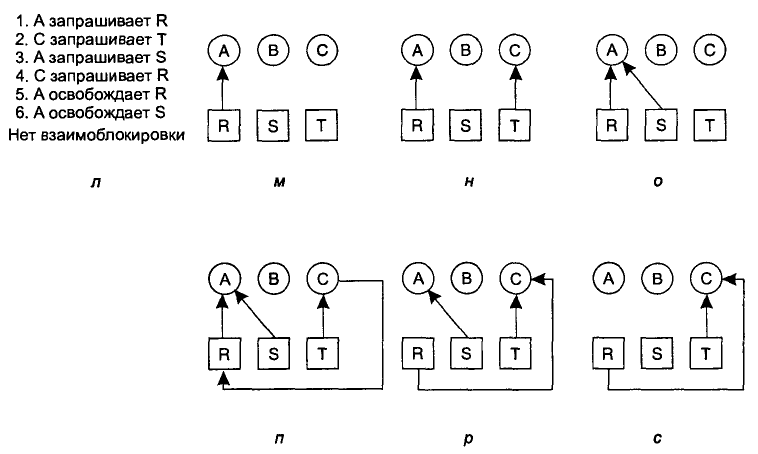 1. А запрашивает R
2. С запрашивает T
3. А запрашивает S
4. С запрашивает R
5. А освобождает R
6. А освобождает S
Нет взаимоблокировки
A B C
R S T
A B C
R S T
A B C
R S T
л м н о
A B C
R S T
A B C
R S T
A B C
R S T
п р с